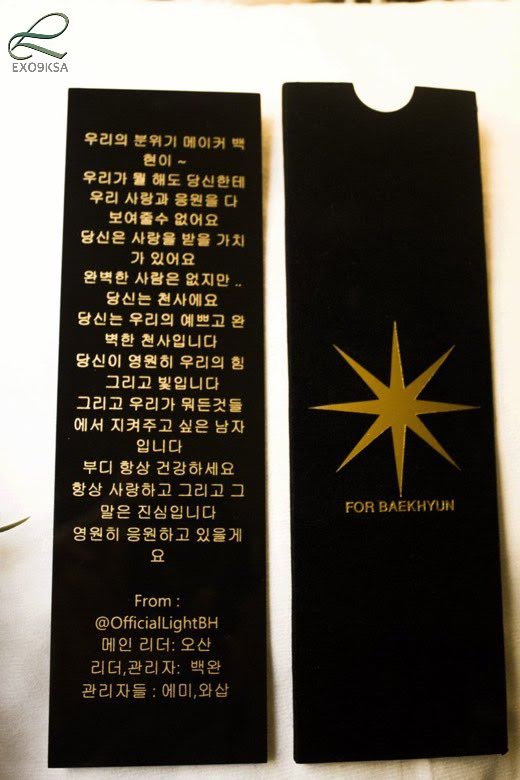 EXO9KSA
우리의 분위기 메이커 백
현이 ~
우리가 뭘 해도 당신한테
우리 사랑과 응원을 다
보여줄수 없어요
당신은 사랑을 받을 가치
가 있어요
완벽한 사람은 없지만 ..
당신는 천사에요
당신는 우리의 예쁘고 완
벽한 천사입니다
당신이 영원히 우리의 힘
그리고 빛입니다
그리고 우리가 뭐든것들
에서 지켜주고 싶은 남자
입니다
부디 항상 건강하세요
항상 사랑하고 그리고 그
말은 진심입니다
영원히 응원하고 있을게
요
From :
@OfficialLightBH
메인 리더: 오산
리더,관리자: 백완
관리자들 : 에미,와삽
FOR BAEKHYUN